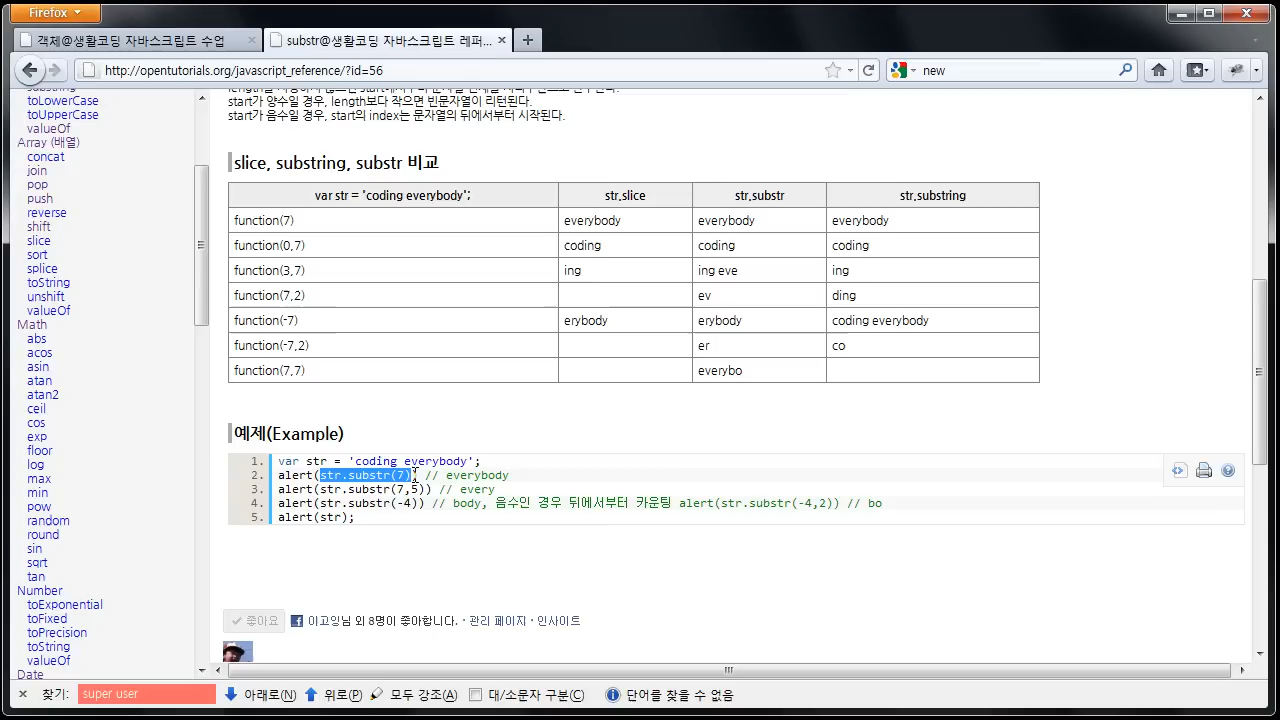 Firefox
객체@생활코딩 자바스크립트 수업
substr@생활코딩 자바스크립트 레퍼...
http://opentutorials.org/javascript_reference/?id=56
new
substring
toLowerCase
toUpperCase
valueOf
Array (배열)
concat
join
pop
push
reverse
shift
slice
sort
splice
toString
unshift
valueOf
Math
abs
acos
asin
atan
atan2
ceil
cos
exp
floor
log
max
min
pow
random
round
sin
sqrt
tan
Number
toExponential
toFixed
toPrecision
toString
valueOf
Date
start가 양수일 경우, length보다 작으면 빈문자열이 리턴된다.
start가 음수일 경우, start의 index는 문자열의 뒤에서부터 시작된다.
slice, substring, substr 비교
var str = 'coding everybody'; str.slice str.substr str.substring
function(7) everybody everybody everybody
function(0,7) coding coding coding
function(3,7) ing ing eve ing
function(7,2) ev ding
function(-7) erybody erybody coding everybody
function(-7,2) er co
function(7,7) everybo
예제(Example)
1. var str = 'coding everybody';
2. alert(str.substr(7)) // everybody
3. alert(str.substr(7,5)) // every
4. alert(str.substr(-4)) // body, 음수인 경우 뒤에서부터 카운팅 alert(str.substr(-4,2)) // bo
5. alert(str);
좋아요 이고잉님 외 8명이 좋아합니다. · 관리 페이지 · 인사이트
찾기: super user 아래로(N) 위로(P) 모두 강조(A) 대/소문자 구분(C) 단어를 찾을 수 없음